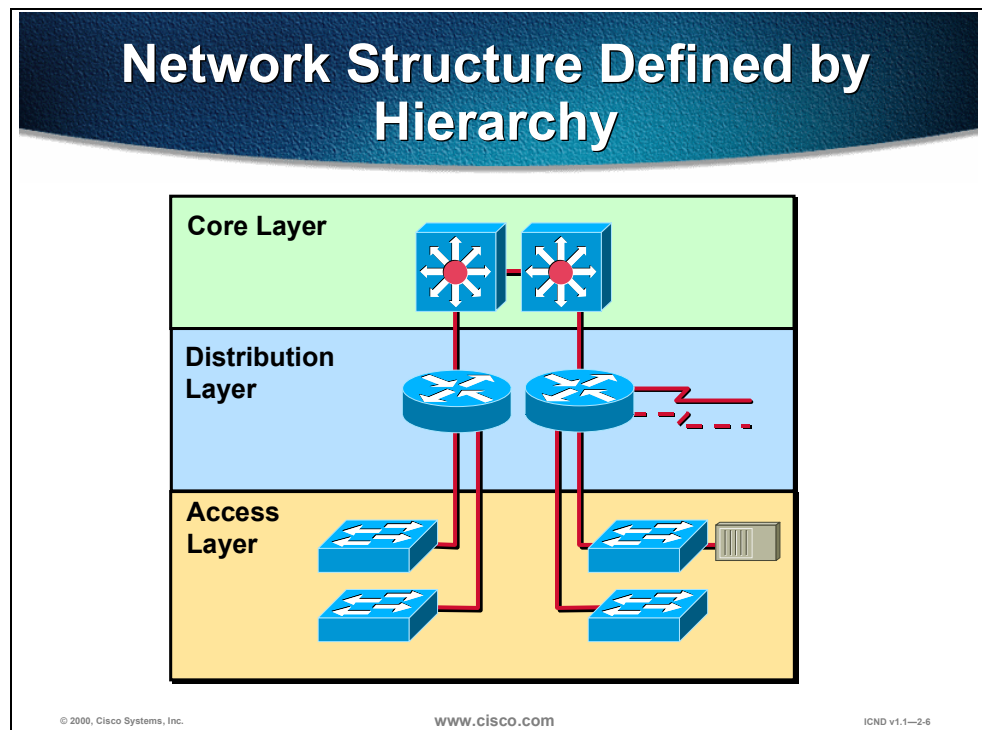 Network Structure Defined by
Hierarchy
Core Layer
Distribution
Layer
Access
Layer
© 2000, Cisco Systems, Inc.
www.cisco.com
ICND v1.1—2-6